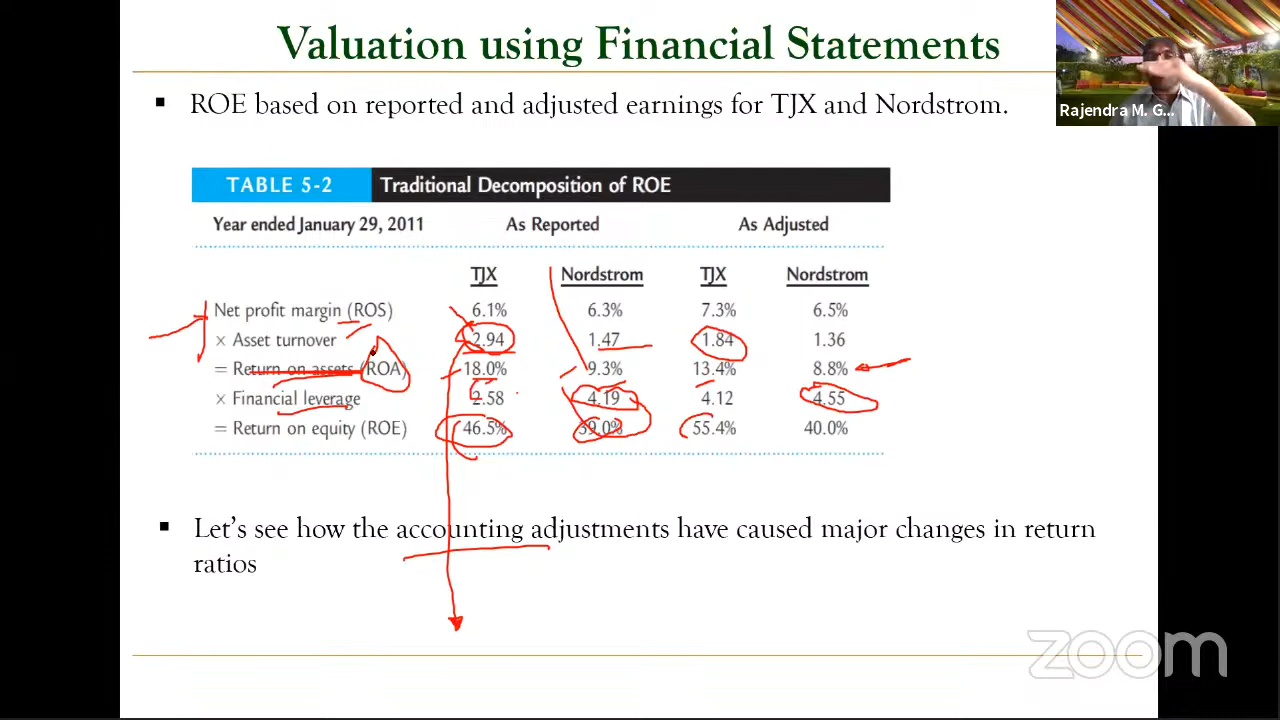 Valuation using Financial Statements
Rajendra M. G...
▪ ROE based on reported and adjusted earnings for TJX and Nordstrom.
TABLE 5-2 Traditional Decomposition of ROE
Year ended January 29, 2011 As Reported As Adjusted
TJX Nordstrom TJX Nordstrom
Net profit margin (ROS) 6.1% 6.3% 7.3% 6.5%
× Asset turnover 2.94 1.47 1.84 1.36
= Return on assets (ROA) 18.0% 9.3% 13.4% 8.8%
× Financial leverage 2.58 4.19 4.12 4.55
= Return on equity (ROE) 46.5% 39.0% 55.4% 40.0%
▪ Let's see how the accounting adjustments have caused major changes in return
ratios
zoom